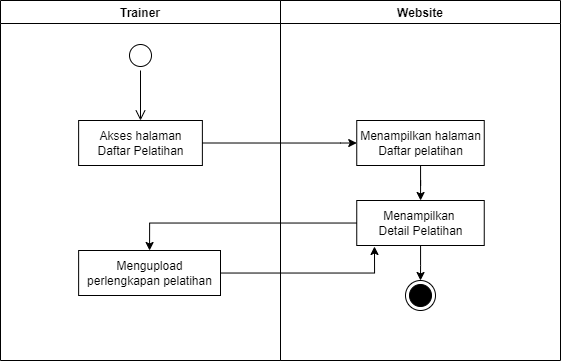 Trainer
Website
Akses halaman
Daftar Pelatihan
Menampilkan halaman
Daftar pelatihan
Menampilkan
Detail Pelatihan
Mengupload
perlengkapan pelatihan